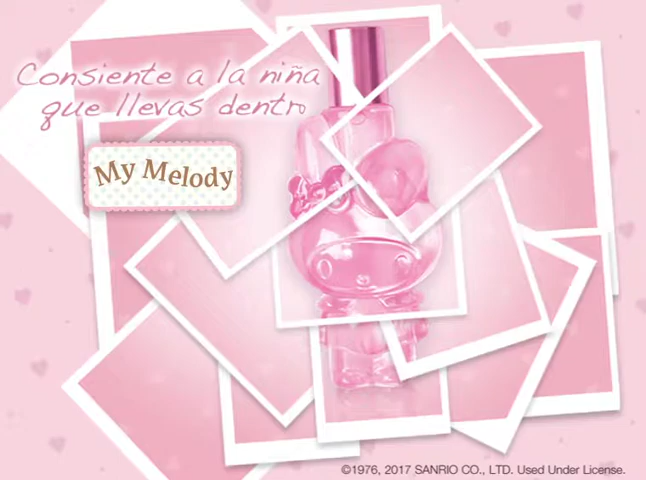 Consiente a la niña
que llevas dentro
My Melody
©1976, 2017 SANRIO CO., LTD. Used Under License.